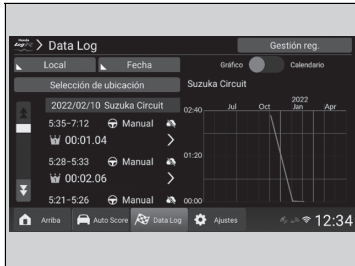 Honda LogR > Data Log
Gestión reg.
Local
Fecha
Gráfico
Calendario
Selección de ubicación
Suzuka Circuit
2022/02/10 Suzuka Circuit
5:35-7:12 Manual
00:01.04 >
5:28-5:33 Manual
00:02.06 >
5:21-5:26 Manual
2022
Jul Oct Jan Apr
02:40
01:20
00:00
Arriba Auto Score Data Log Ajustes 12:34